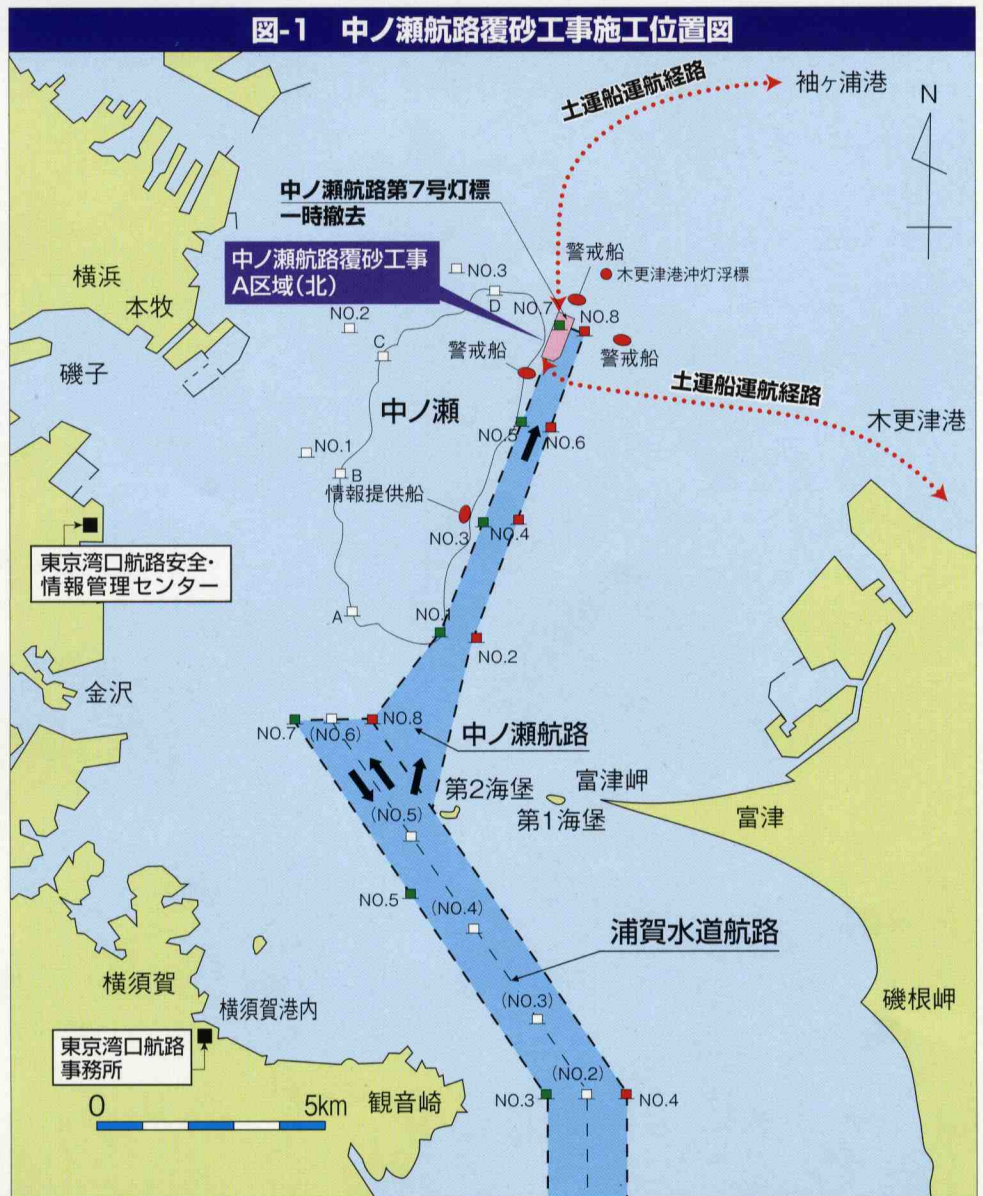 図-1 中ノ瀬航路覆砂工事施工位置図
土運船運航経路
袖ヶ浦港
N
中ノ瀬航路第7号灯標
一時撤去
中ノ瀬航路覆砂工事
A区域(北)
警戒船
木更津港沖灯浮標
横浜
本牧
NO.3
D
NO.7
NO.8
NO.2
C
警戒船
警戒船
磯子
中ノ瀬
土運船運航経路
木更津港
NO.5
NO.6
NO.1
B
情報提供船
NO.3
NO.4
東京湾口航路安全・
情報管理センター
A
NO.1
NO.2
金沢
NO.7
(NO.6)
NO.8
中ノ瀬航路
第2海堡
富津岬
第1海堡
富津
(NO.5)
NO.5
(NO.4)
浦賀水道航路
横須賀
横須賀港内
(NO.3)
磯根岬
東京湾口航路
事務所
(NO.2)
NO.3
NO.4
0
5km
観音崎